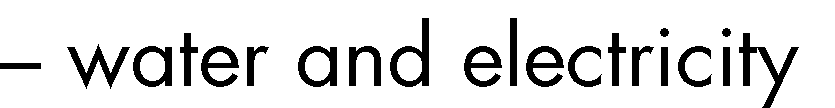 – water and electricity